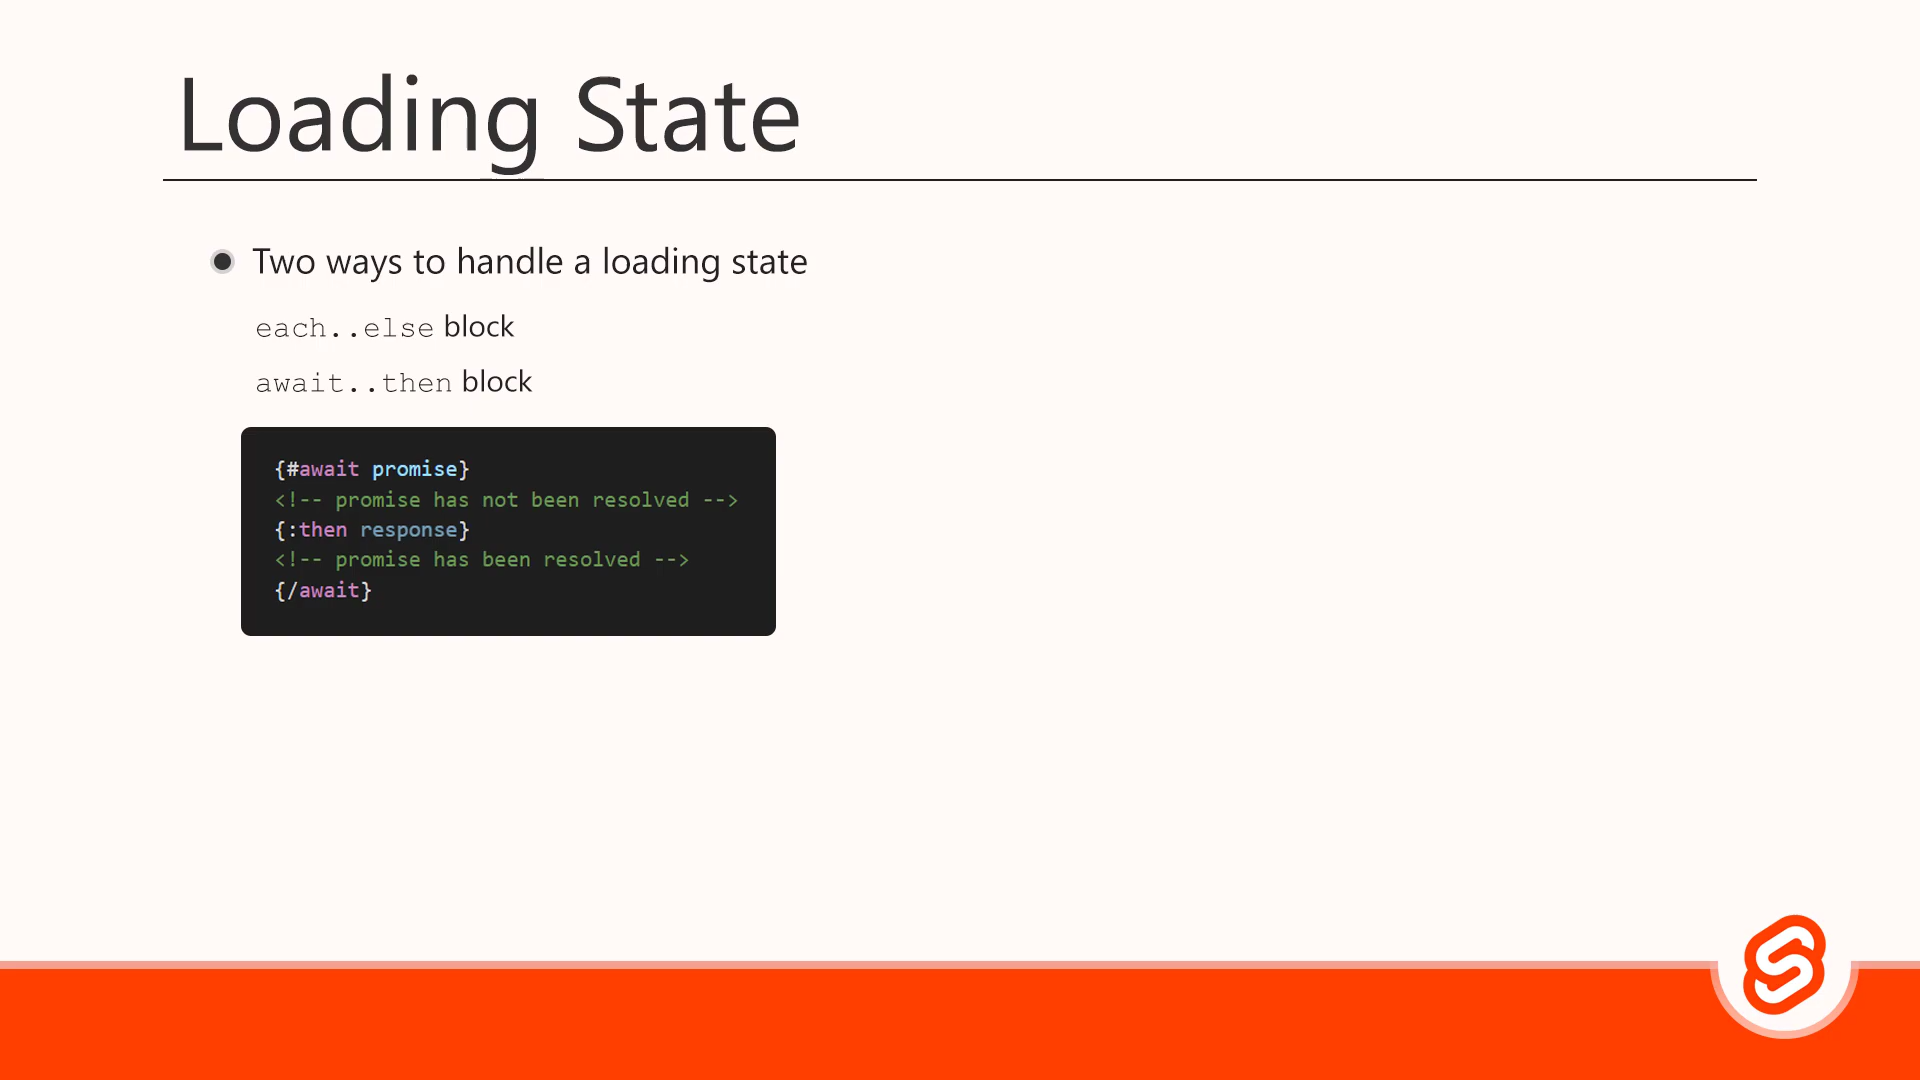 Loading State
Two ways to handle a loading state
each..else block
await..then block
{#await promise}
<!-- promise has not been resolved -->
{:then response}
<!-- promise has been resolved -->
{/await}